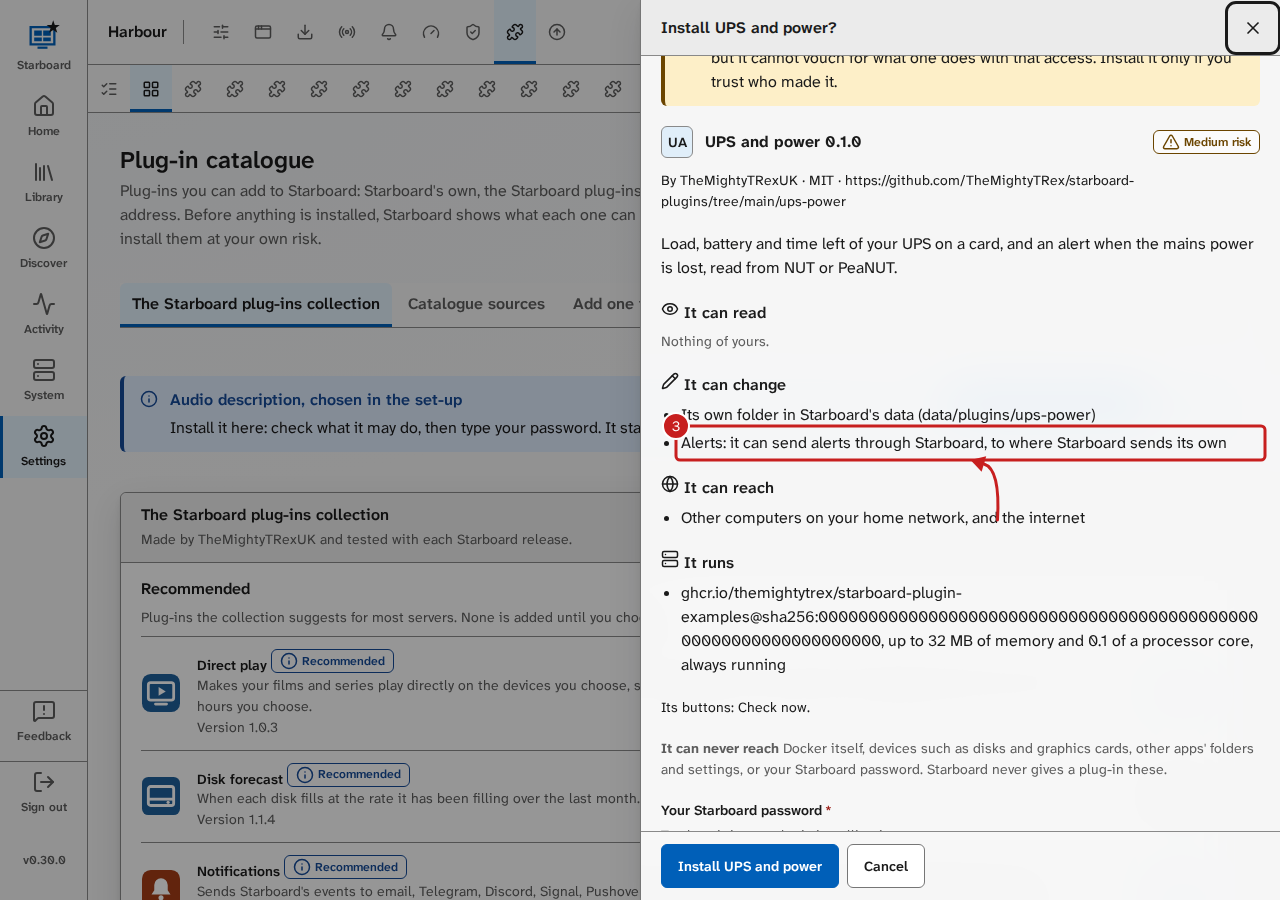 Starboard
Home
Library
Discover
Activity
System
Settings
Feedback
Sign out
v0.30.0
Harbour
Plug-in catalogue
Plug-ins you can add to Starboard: Starboard's own, the Starboard plug-ins
address. Before anything is installed, Starboard shows what each one can
install them at your own risk.
The Starboard plug-ins collection
Catalogue sources
Add one
Audio description, chosen in the set-up
Install it here: check what it may do, then type your password. It sta
The Starboard plug-ins collection
Made by TheMightyTRexUK and tested with each Starboard release.
Recommended
Plug-ins the collection suggests for most servers. None is added until you cho
Direct play
Recommended
Makes your films and series play directly on the devices you choose, s
hours you choose.
Version 1.0.3
Disk forecast
Recommended
When each disk fills at the rate it has been filling over the last month.
Version 1.1.4
Notifications
Recommended
Sends Starboard's events to email, Telegram, Discord, Signal, Pushove
Install UPS and power?
but it cannot vouch for what one does with that access. Install it only if you
trust who made it.
UA
UPS and power 0.1.0
Medium risk
By TheMightyTRexUK · MIT · https://github.com/TheMightyTRex/starboard-
plugins/tree/main/ups-power
Load, battery and time left of your UPS on a card, and an alert when the mains power
is lost, read from NUT or PeaNUT.
It can read
Nothing of yours.
It can change
Its own folder in Starboard's data (data/plugins/ups-power)
3
Alerts: it can send alerts through Starboard, to where Starboard sends its own
It can reach
Other computers on your home network, and the internet
It runs
ghcr.io/themightytrex/starboard-plugin-
examples@sha256:00000000000000000000000000000000000000000000
00000000000000000000, up to 32 MB of memory and 0.1 of a processor core,
always running
Its buttons: Check now.
It can never reach Docker itself, devices such as disks and graphics cards, other apps' folders
and settings, or your Starboard password. Starboard never gives a plug-in these.
Your Starboard password *
Install UPS and power
Cancel